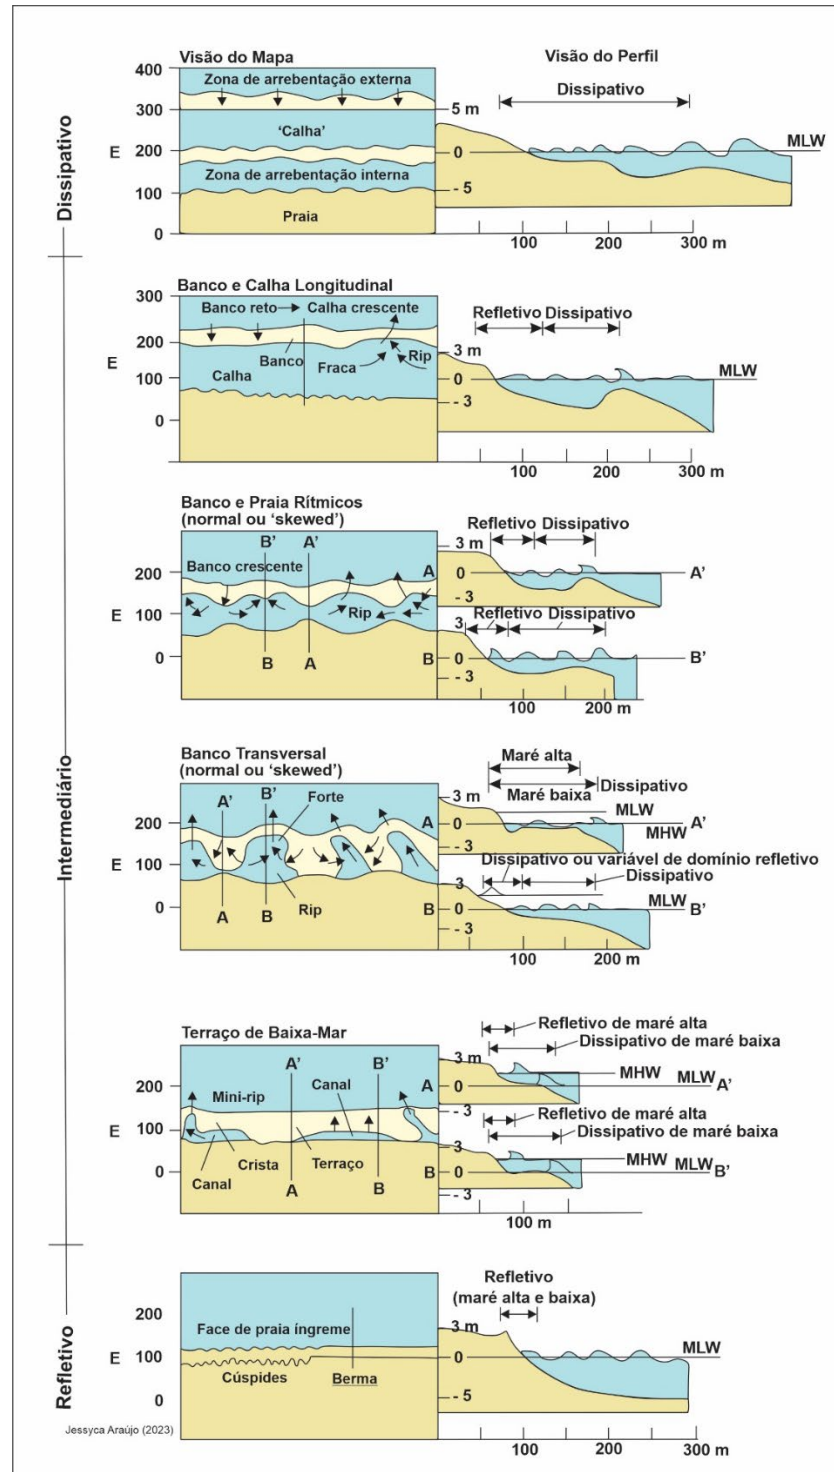 Visão do Mapa
Visão do Perfil
400
300
E 200
100
0
Zona de arrebentação externa
'Calha'
Zona de arrebentação interna
Praia
Dissipativo
5 m
0
- 5
MLW
100 200 300 m
Dissipativo
Banco e Calha Longitudinal
300
200
E
100
0
Banco reto Calha crescente
Banco
Rip
Fraca
Calha
Refletivo Dissipativo
3 m
0
- 3
MLW
100 200 300 m
Banco e Praia Rítmicos
(normal ou 'skewed')
200
E 100
0
B' A'
Banco crescente
Rip
B A
A
B
Refletivo Dissipativo
3 m
0
- 3
A'
Refletivo Dissipativo
3
0
- 3
B'
100 200 m
Intermediário
Banco Transversal
(normal ou 'skewed')
200
E 100
0
A' B' Forte
A B Rip
A
B
Maré alta
Maré baixa
Dissipativo
3 m
0
- 3
MLW
MHW
A'
Dissipativo ou variável de domínio refletivo
Dissipativo
3
0
- 3
MLW
B'
100 200 m
Terraço de Baixa-Mar
200
E 100
0
A' B'
Mini-rip
Canal
Crista
Terraço
Canal
A B
A
B
Refletivo de maré alta
Dissipativo de maré baixa
3 m
0
- 3
MHW
MLW
A'
Refletivo de maré alta
Dissipativo de maré baixa
3
0
- 3
MHW
MLW
B'
100 m
Refletivo
200
E 100
0
Face de praia íngreme
Cúspides
Berma
Refletivo
(maré alta e baixa)
3 m
0
- 5
MLW
100 200 300 m
Jessyca Araújo (2023)